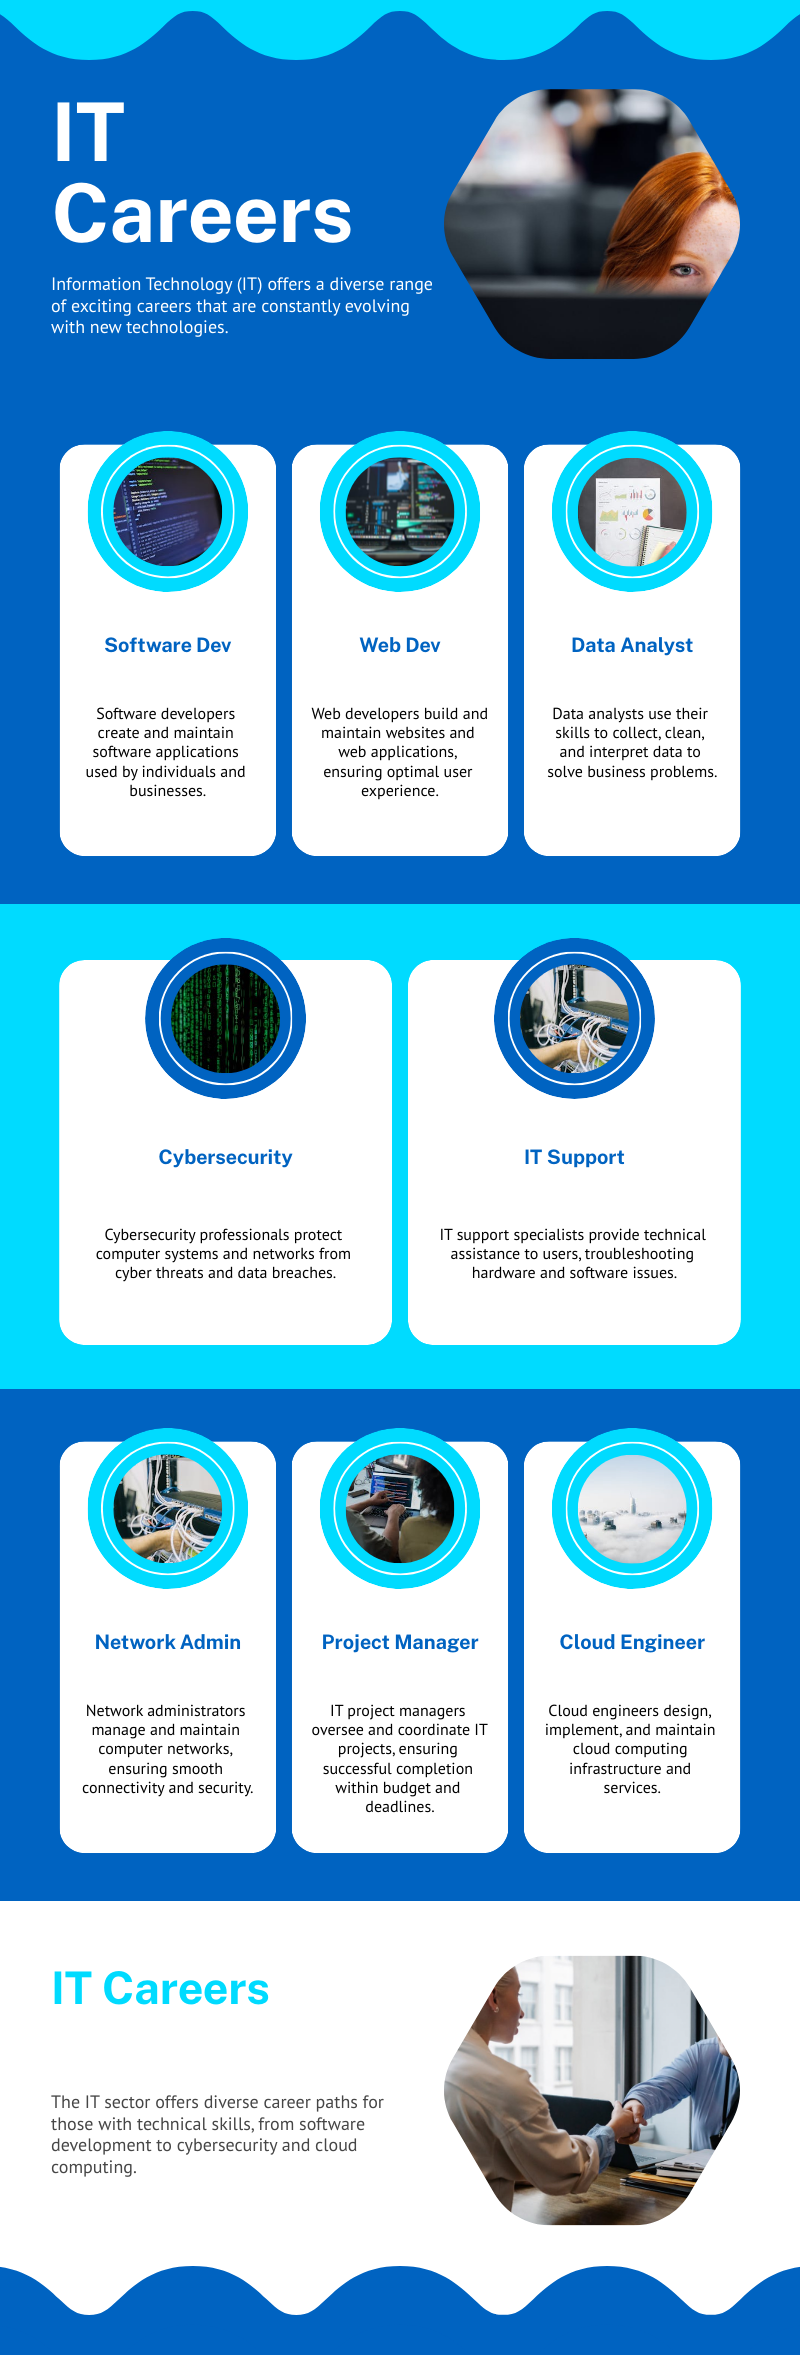 IT
Careers
Information Technology (IT) offers a diverse range
of exciting careers that are constantly evolving
with new technologies.
Software Dev
Software developers
create and maintain
software applications
used by individuals and
businesses.
Web Dev
Web developers build and
maintain websites and
web applications,
ensuring optimal user
experience.
Data Analyst
Data analysts use their
skills to collect, clean,
and interpret data to
solve business problems.
Cybersecurity
Cybersecurity professionals protect
computer systems and networks from
cyber threats and data breaches.
IT Support
IT support specialists provide technical
assistance to users, troubleshooting
hardware and software issues.
Network Admin
Network administrators
manage and maintain
computer networks,
ensuring smooth
connectivity and security.
Project Manager
IT project managers
oversee and coordinate IT
projects, ensuring
successful completion
within budget and
deadlines.
Cloud Engineer
Cloud engineers design,
implement, and maintain
cloud computing
infrastructure and
services.
IT Careers
The IT sector offers diverse career paths for
those with technical skills, from software
development to cybersecurity and cloud
computing.